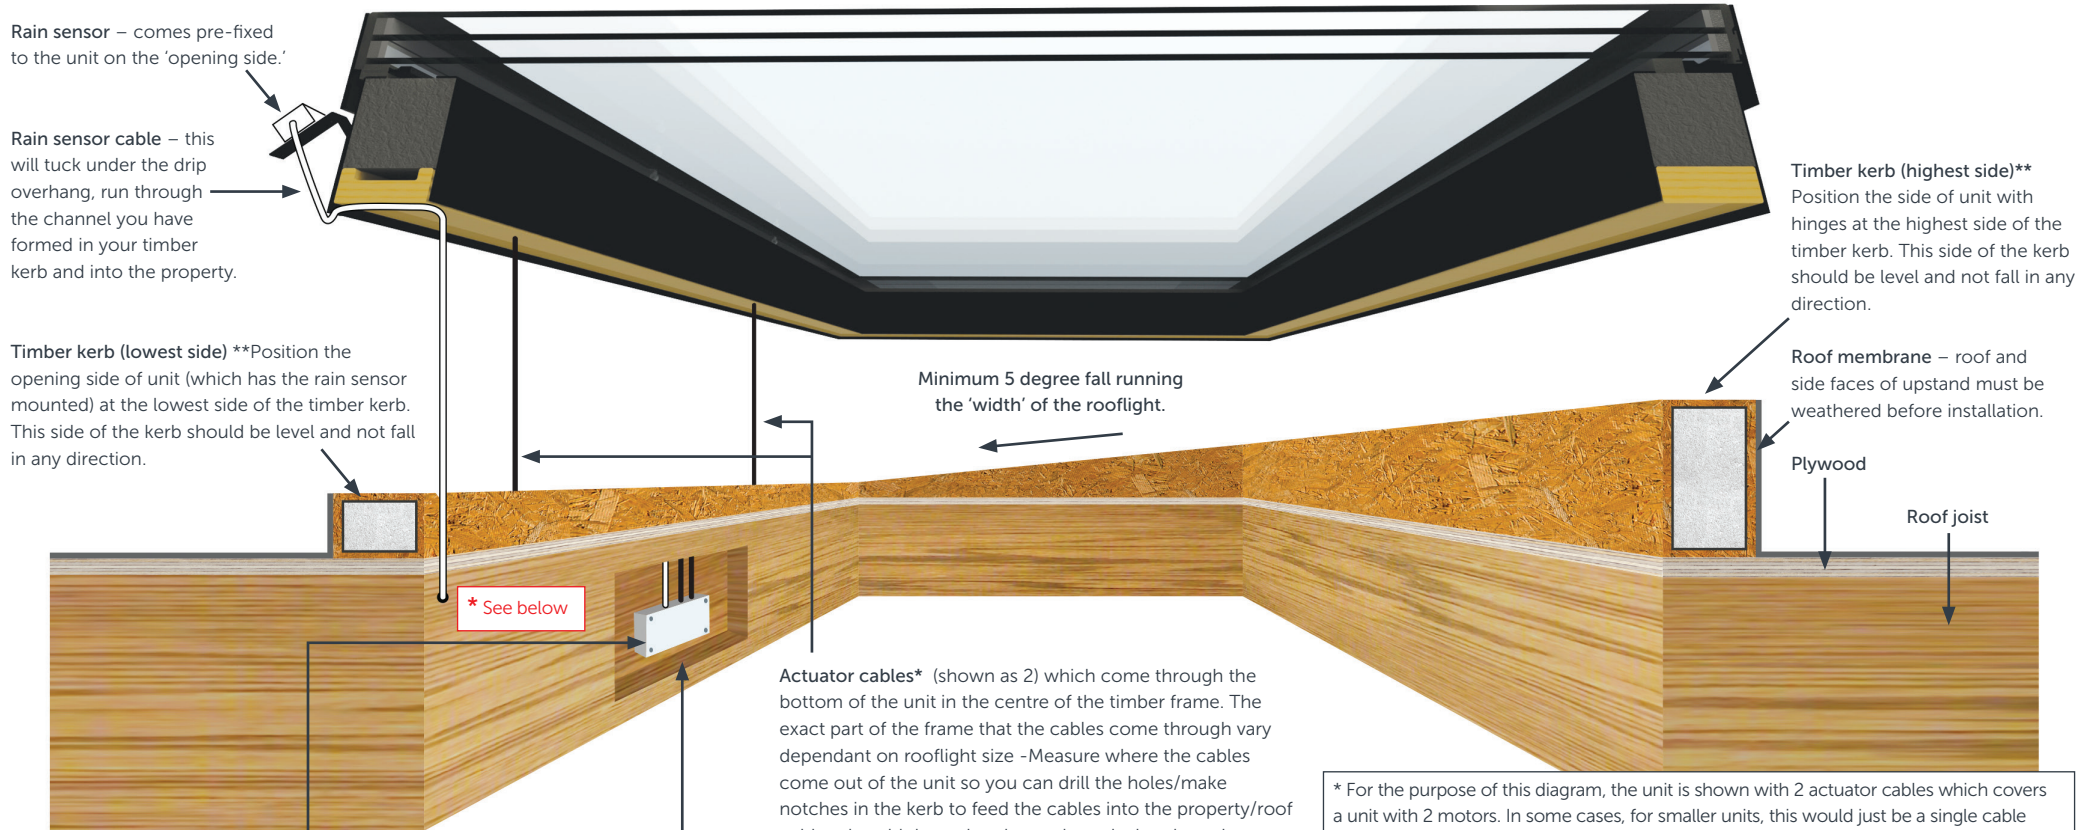 Rain sensor – comes pre-fixed
to the unit on the ‘opening side.’
Rain sensor cable – this
will tuck under the drip
overhang, run through
the channel you have
formed in your timber
kerb and into the property.
Timber kerb (lowest side) **Position the
opening side of unit (which has the rain sensor
mounted) at the lowest side of the timber kerb.
This side of the kerb should be level and not fall
in any direction.
Minimum 5 degree fall running
the ‘width’ of the rooflight.
Timber kerb (highest side)**
Position the side of unit with
hinges at the highest side of the
timber kerb. This side of the kerb
should be level and not fall in any
direction.
Roof membrane – roof and
side faces of upstand must be
weathered before installation.
Plywood
Roof joist
* See below
Actuator cables* (shown as 2) which come through the
bottom of the unit in the centre of the timber frame. The
exact part of the frame that the cables come through vary
dependant on rooflight size -Measure where the cables
come out of the unit so you can drill the holes/make
notches in the kerb to feed the cables into the property/roof
* For the purpose of this diagram, the unit is shown with 2 actuator cables which covers
a unit with 2 motors. In some cases, for smaller units, this would just be a single cable